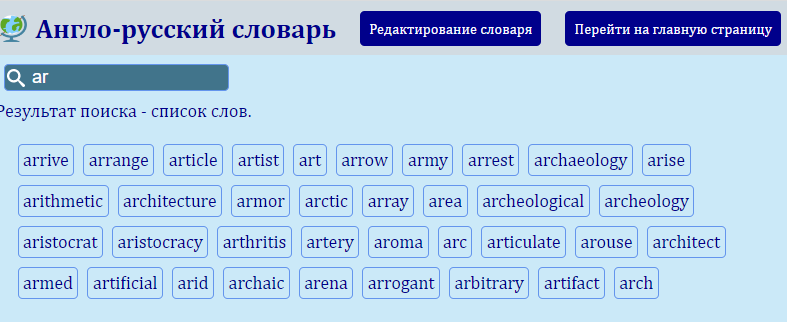 Англо-русский словарь Редактирование словаря Перейти на главную страницу
ar
Результат поиска - список слов.
arrive arrange article artist art arrow army arrest archaeology arise
arithmetic architecture armor arctic array area archeological archeology
aristocrat aristocracy arthritis artery aroma arc articulate arouse architect
armed artificial arid archaic arena arrogant arbitrary artifact arch